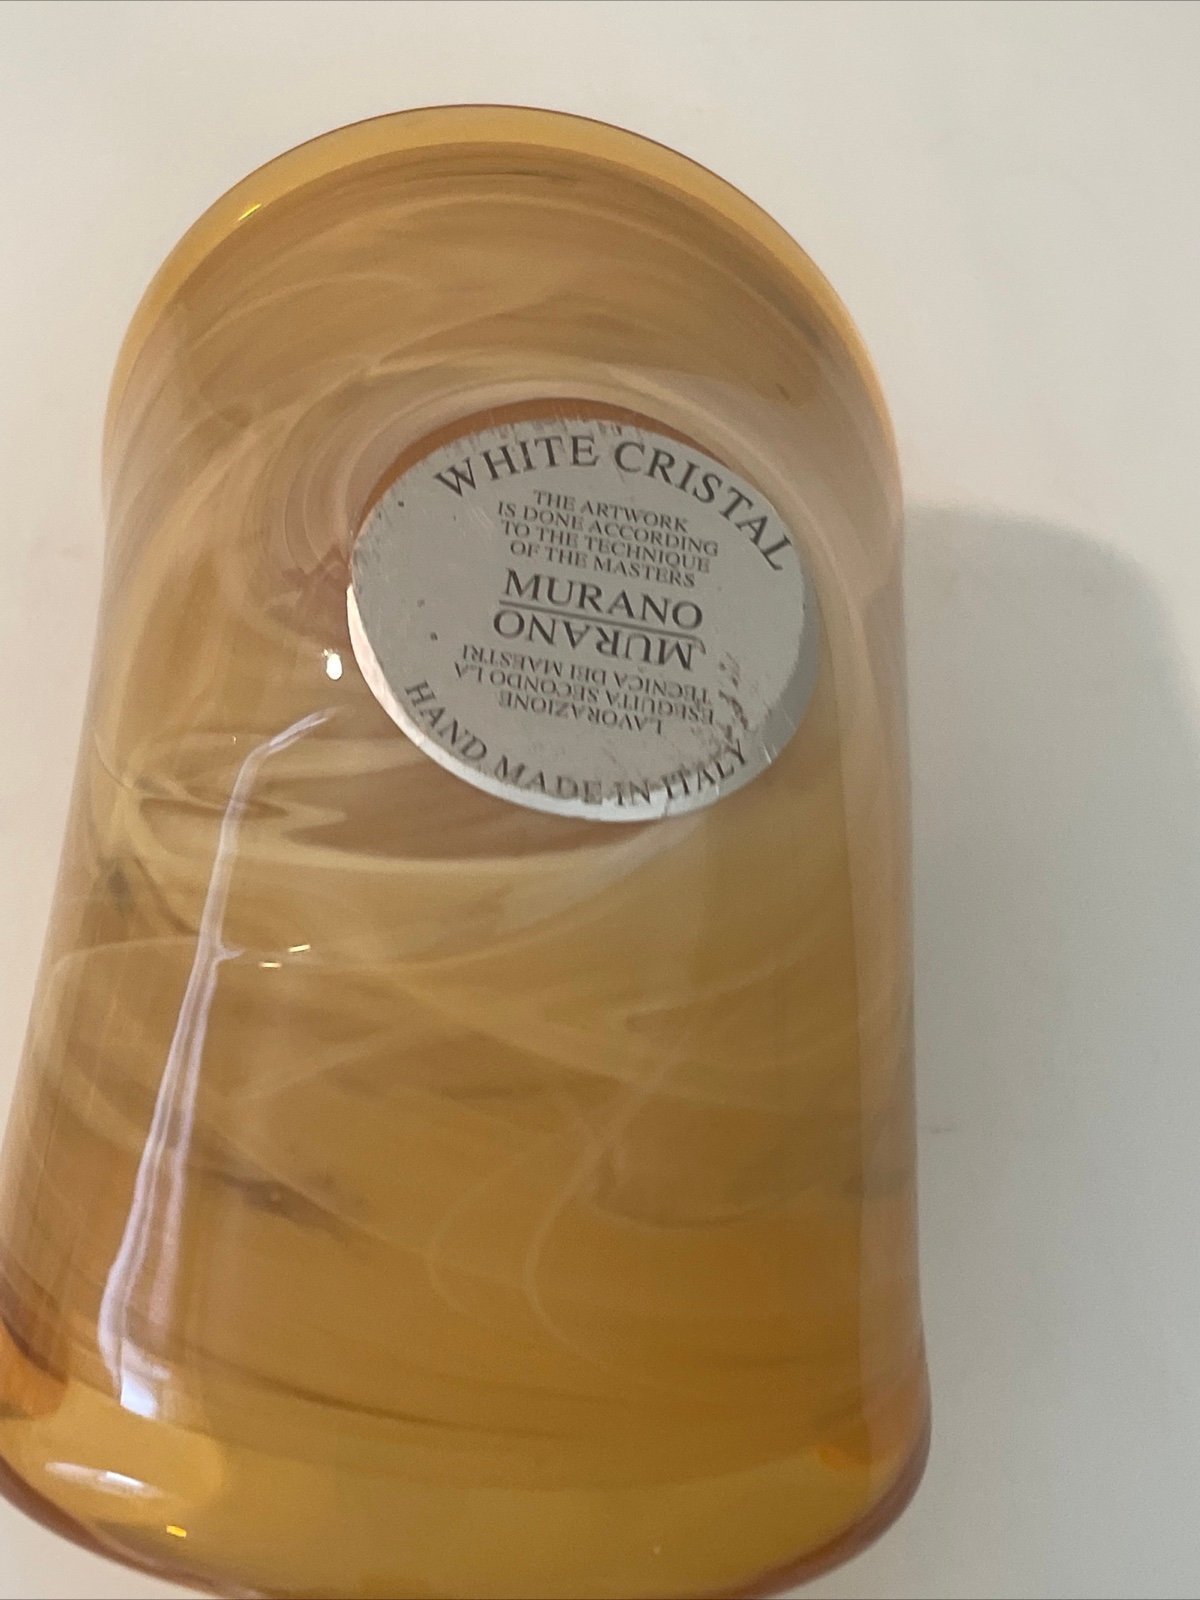 WHITE CRISTAL
THE ARTWORK
IS DONE ACCORDING
TO THE TECHNIQUE
OF THE MASTERS
MURANO
MURANO
LAVORAZIONE
ESEGUITA SECONDO LA
TECNICA DEI MAESTRI
HAND MADE IN ITALY